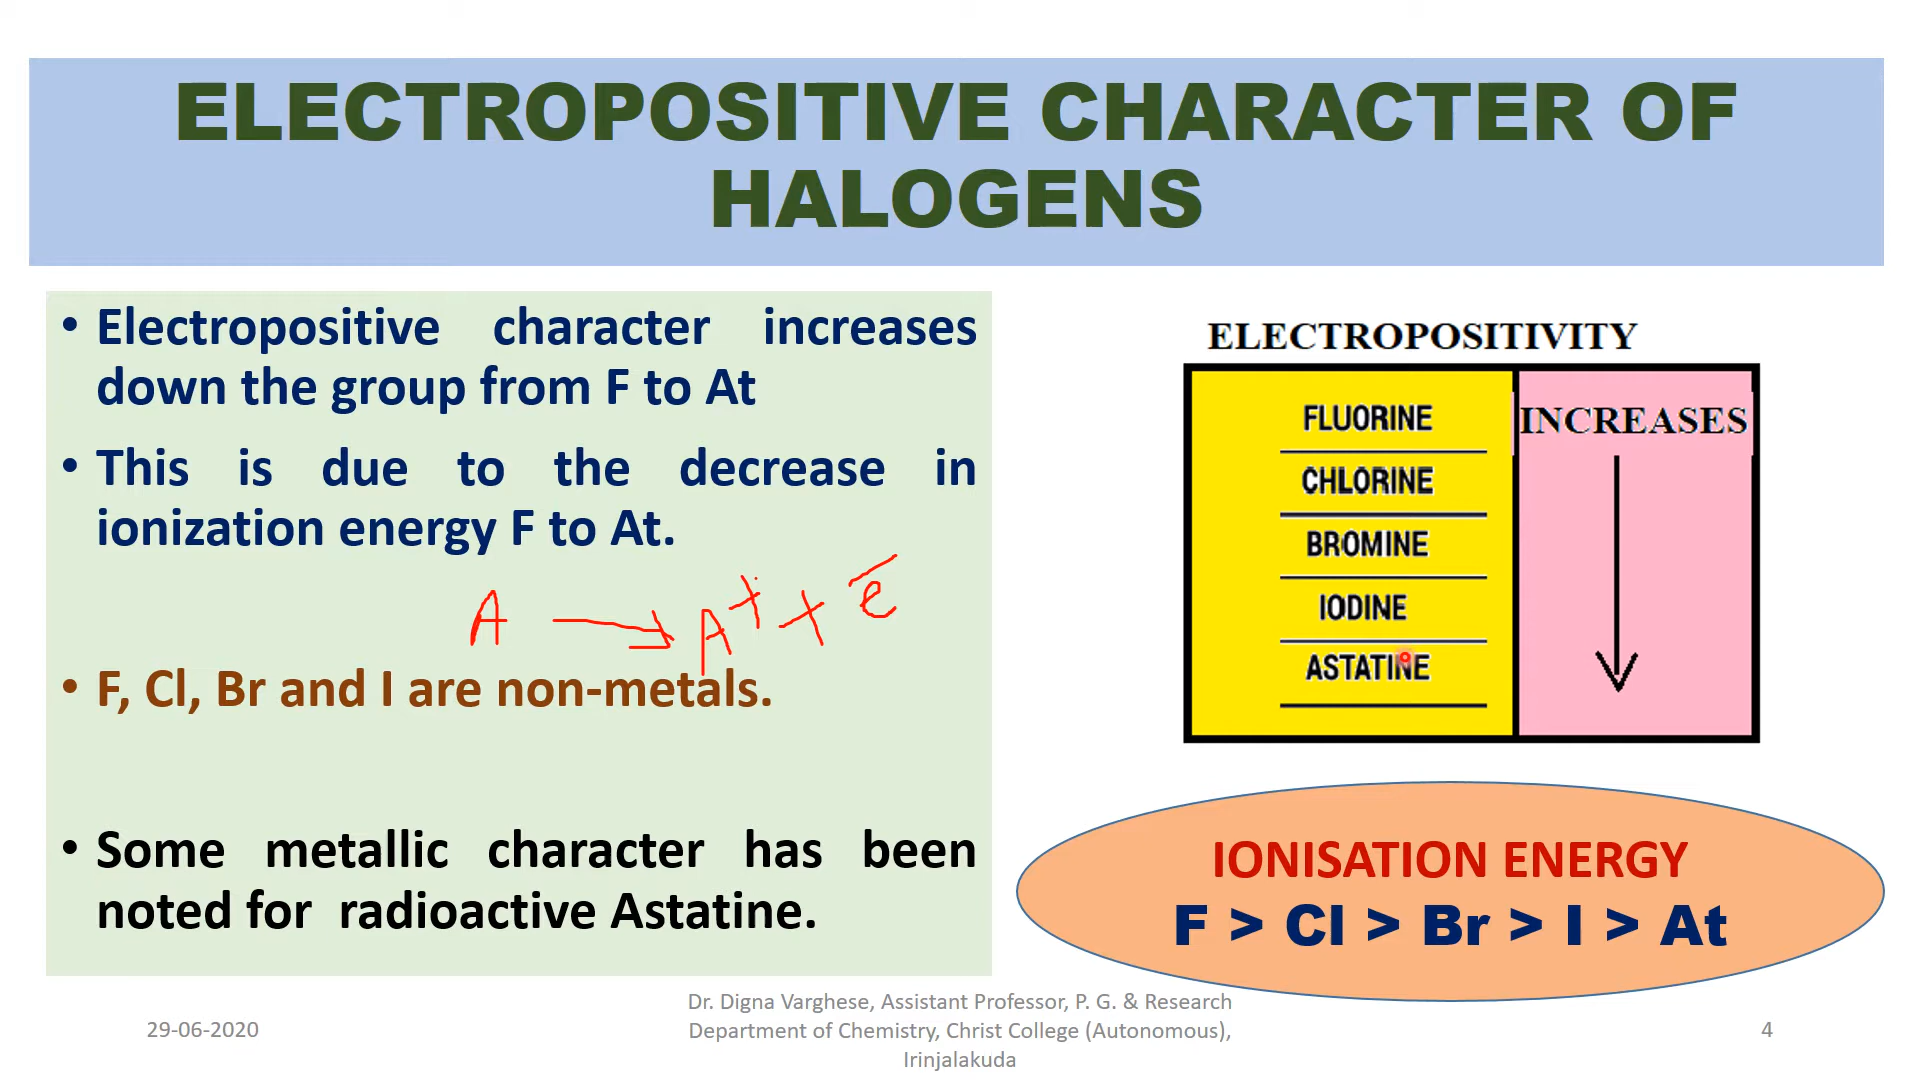 ELECTROPOSITIVE CHARACTER OF
HALOGENS
• Electropositive character increases
down the group from F to At
• This is due to the decrease in
ionization energy F to At.
A → A⁺ + e̅
• F, Cl, Br and I are non-metals.
• Some metallic character has been
noted for radioactive Astatine.
ELECTROPOSITIVITY
FLUORINE
INCREASES
CHLORINE
BROMINE
IODINE
ASTATINE
IONISATION ENERGY
F > Cl > Br > I > At
29-06-2020
Dr. Digna Varghese, Assistant Professor, P. G. & Research
Department of Chemistry, Christ College (Autonomous),
Irinjalakuda
4